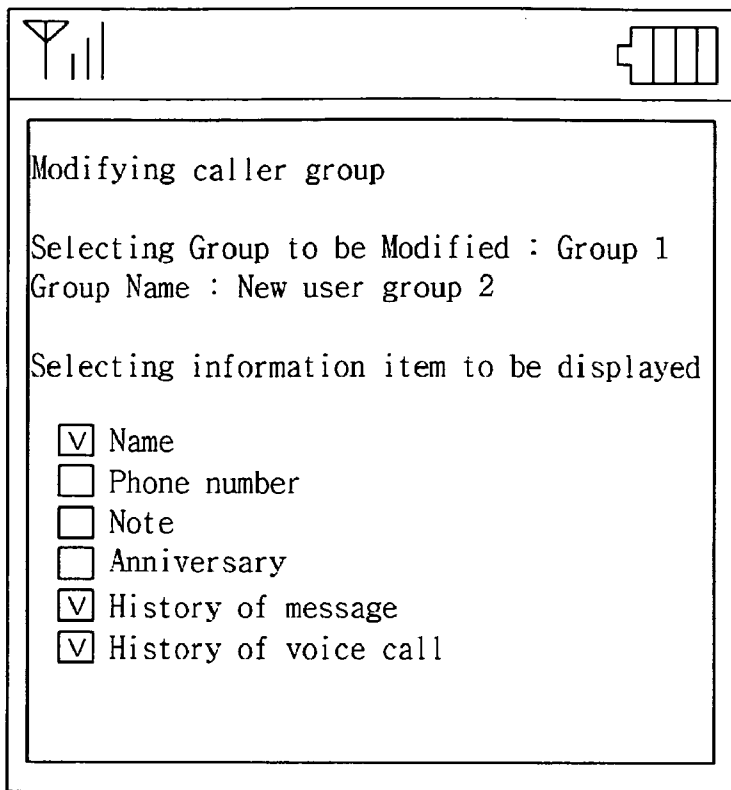 Modifying caller group
Selecting Group to be Modified : Group 1
Group Name : New user group 2
Selecting information item to be displayed
V Name
Phone number
Note
Anniversary
V History of message
V History of voice call